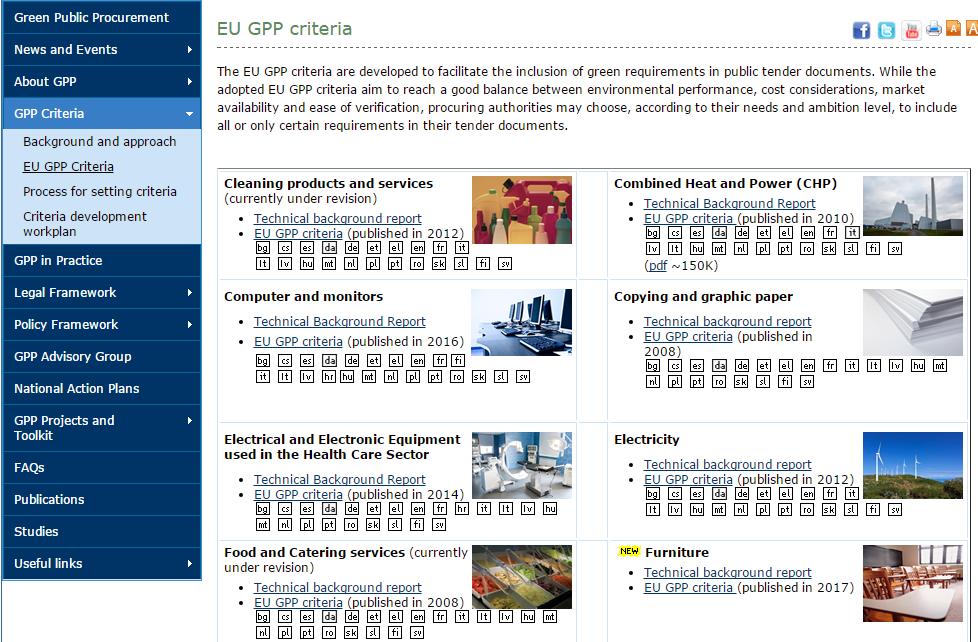 Green Public Procurement
News and Events
About GPP
GPP Criteria
Background and approach
EU GPP Criteria
Process for setting criteria
Criteria development
workplan
GPP in Practice
Legal Framework
Policy Framework
GPP Advisory Group
National Action Plans
GPP Projects and
Toolkit
FAQs
Publications
Studies
Useful links
EU GPP criteria
f t You Tube A A
The EU GPP criteria are developed to facilitate the inclusion of green requirements in public tender documents. While the
adopted EU GPP criteria aim to reach a good balance between environmental performance, cost considerations, market
availability and ease of verification, procuring authorities may choose, according to their needs and ambition level, to include
all or only certain requirements in their tender documents.
Cleaning products and services
(currently under revision)
Technical background report
EU GPP criteria (published in 2012)
bg cs es da de et el en fr it
lt lv hu mt nl pl pt ro sk sl fi sv
Combined Heat and Power (CHP)
Technical Background Report
EU GPP criteria (published in 2010)
bg cs es da de et el en fr it
lv lt hu mt nl pl pt ro sk sl fi sv
(pdf ~150K)
Computer and monitors
Technical Background Report
EU GPP criteria (published in 2016)
bg cs es da de et el en fr fi
it lt lv hr hu mt nl pl pt ro sk sl sv
Copying and graphic paper
Technical background report
EU GPP criteria (published in
2008)
bg cs es da de et el en fr it lt lv hu mt
nl pl pt ro sk sl fi sv
Electrical and Electronic Equipment
used in the Health Care Sector
Technical Background Report
EU GPP criteria (published in 2014)
bg cs es da de et el en fr hr it lt lv hu
mt nl pl pt ro sk sl fi sv
Electricity
Technical background report
EU GPP criteria (published in 2012)
bg cs es da de et el en fr it
lt lv hu mt nl pl pt ro sk sl fi sv
Food and Catering services (currently
under revision)
Technical background report
EU GPP criteria (published in 2008)
bg cs es da de et el en fr it lt lv hu mt
nl pl pt ro sk sl fi sv
NEW Furniture
Technical background report
EU GPP criteria (published in 2017)